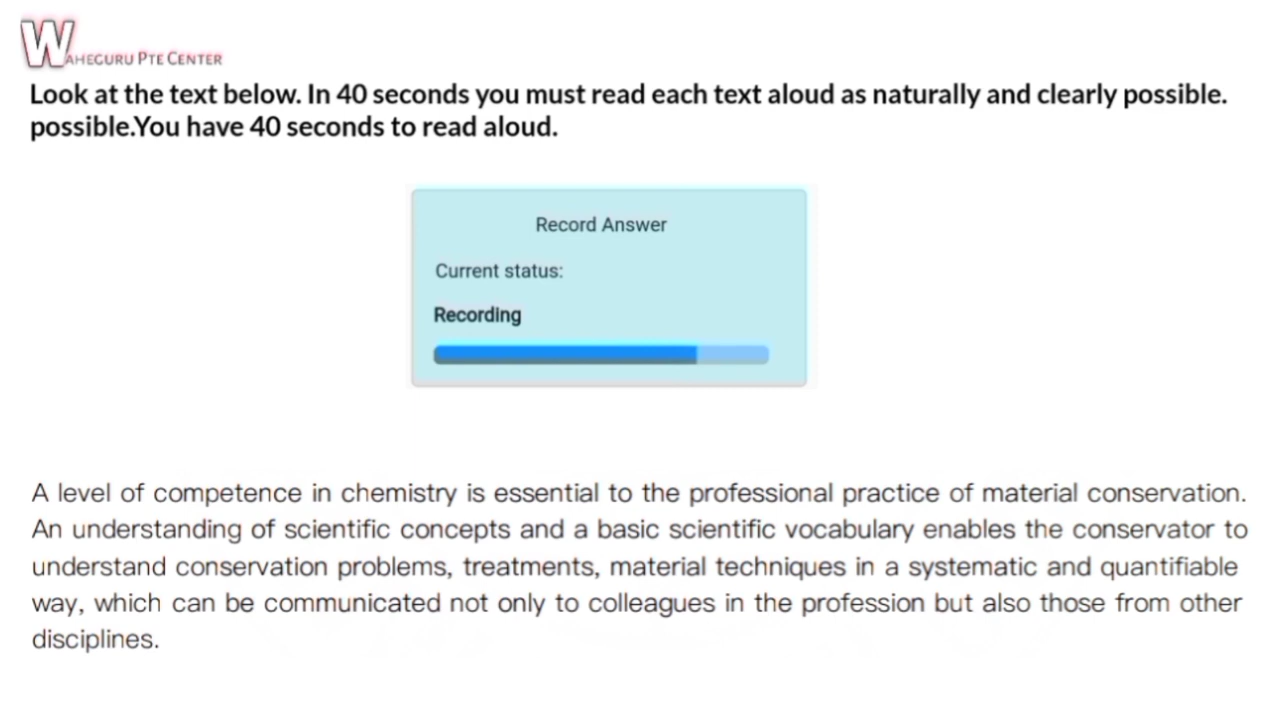 WAHEGURU PTE CENTER
Look at the text below. In 40 seconds you must read each text aloud as naturally and clearly possible.
possible.You have 40 seconds to read aloud.
Record Answer
Current status:
Recording
A level of competence in chemistry is essential to the professional practice of material conservation.
An understanding of scientific concepts and a basic scientific vocabulary enables the conservator to
understand conservation problems, treatments, material techniques in a systematic and quantifiable
way, which can be communicated not only to colleagues in the profession but also those from other
disciplines.